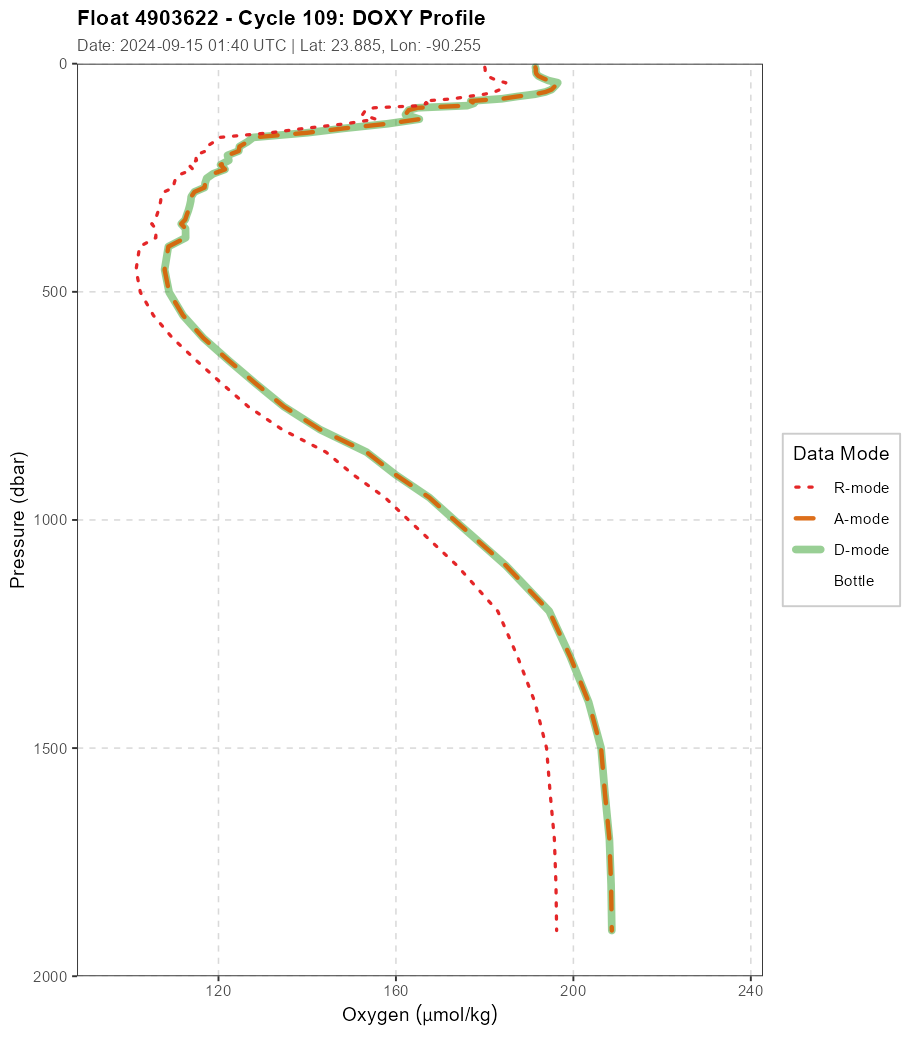 Float 4903622 - Cycle 109: DOXY Profile
Date: 2024-09-15 01:40 UTC | Lat: 23.885, Lon: -90.255
0
500
1000
1500
2000
Pressure (dbar)
120
160
200
240
Oxygen (µmol/kg)
Data Mode
R-mode
A-mode
D-mode
Bottle